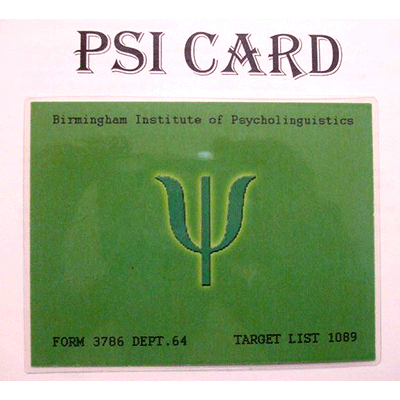 PSI CARD
Birmingham Institute of Psycholinguistics
Ψ
FORM 3786 DEPT.64 TARGET LIST 1089